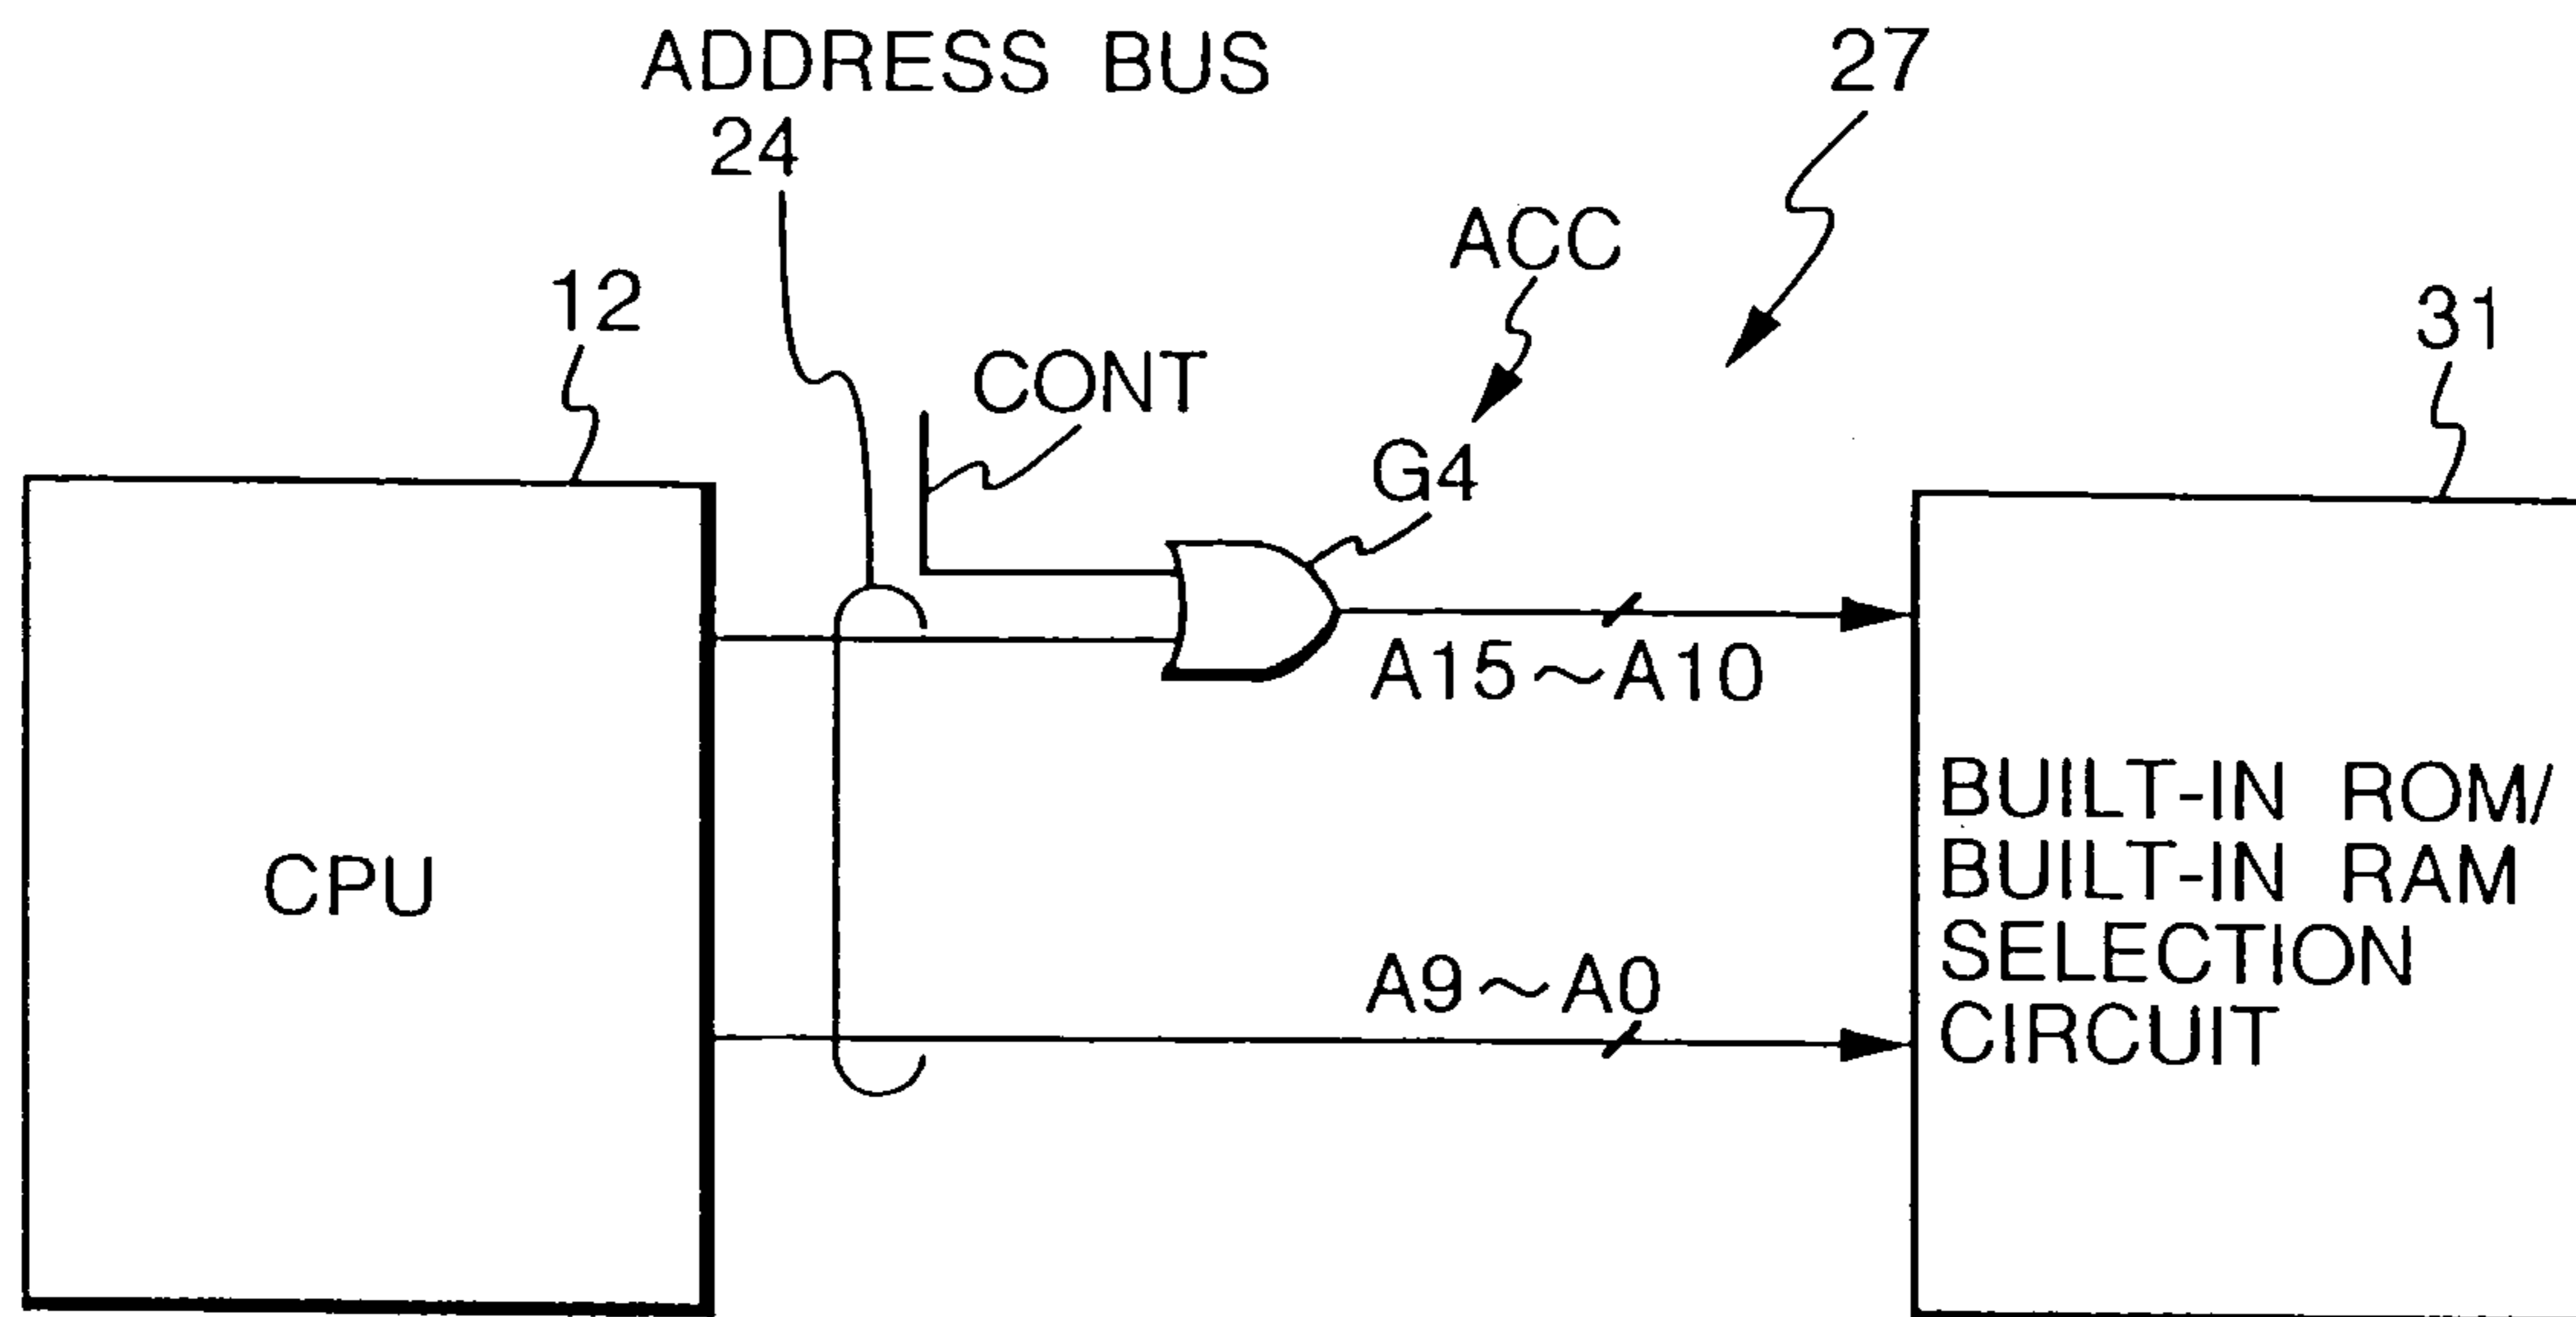 ADDRESS BUS
24
27
ACC
12
31
CONT
G4
A15~A10
CPU
BUILT-IN ROM/
BUILT-IN RAM
SELECTION
CIRCUIT
A9~A0